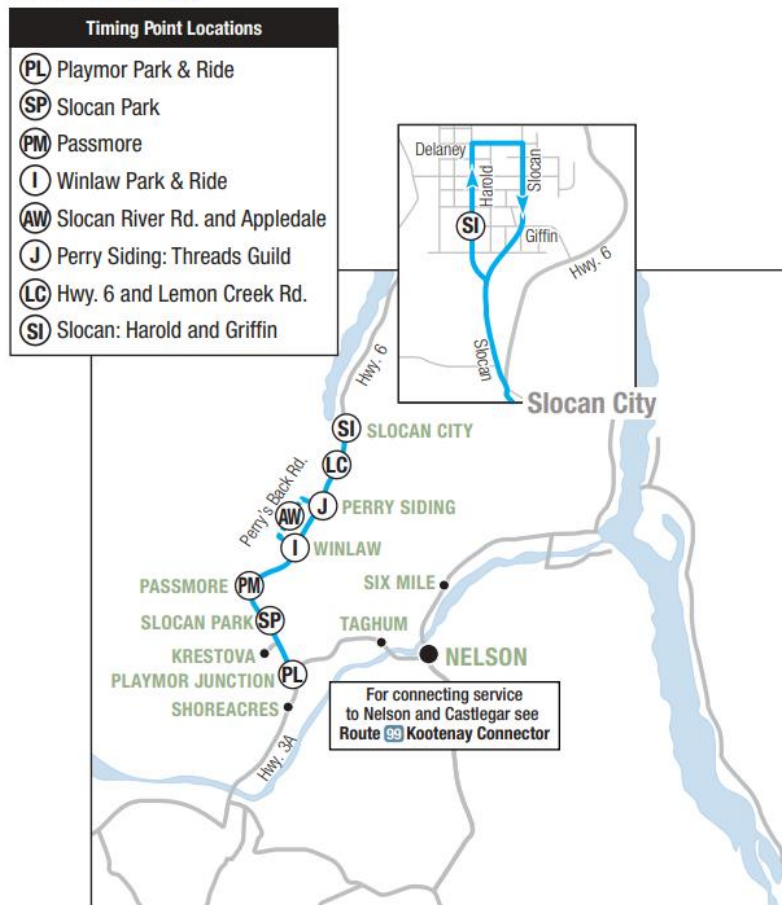 Timing Point Locations
PL Playmor Park & Ride
SP Slocan Park
PM Passmore
I Winlaw Park & Ride
AW Slocan River Rd. and Appledale
J Perry Siding: Threads Guild
LC Hwy. 6 and Lemon Creek Rd.
SI Slocan: Harold and Griffin
Delaney
Harold
Slocan
SI
Giffin
Hwy. 6
Slocan
Slocan City
Hwy. 6
SI SLOCAN CITY
LC
Perry's Back Rd.
AW
J PERRY SIDING
I WINLAW
PASSMORE PM
SIX MILE
SLOCAN PARK SP
TAGHUM
KRESTOVA
NELSON
PLAYMOR JUNCTION PL
SHOREACRES
For connecting service
to Nelson and Castlegar see
Route 99 Kootenay Connector
Hwy. 3A